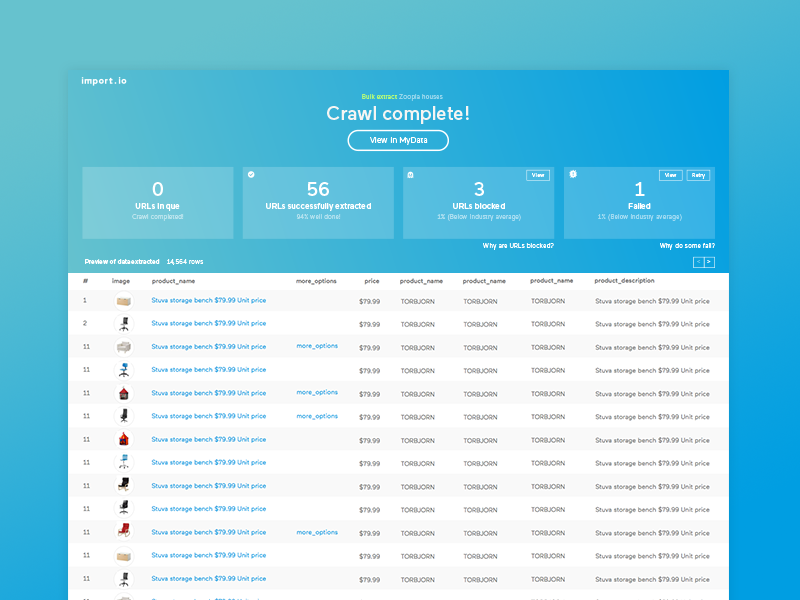 import.io
Bulk extract Zoopla houses
Crawl complete!
View in MyData
0
URLs in que
Crawl completed!
56
URLs successfully extracted
94% well done!
View
3
URLs blocked
1% (Below industry average)
View Retry
1
Failed
1% (Below industry average)
Why are URLs blocked? Why do some fail?
Preview of data extracted 14,564 rows < >
# image product_name more_options price product_name product_name product_name product_description
1 Stuva storage bench $79.99 Unit price $79.99 TORBJORN TORBJORN TORBJORN Stuva storage bench $79.99 Unit price
2 Stuva storage bench $79.99 Unit price $79.99 TORBJORN TORBJORN TORBJORN Stuva storage bench $79.99 Unit price
11 Stuva storage bench $79.99 Unit price more_options $79.99 TORBJORN TORBJORN TORBJORN Stuva storage bench $79.99 Unit price
11 Stuva storage bench $79.99 Unit price $79.99 TORBJORN TORBJORN TORBJORN Stuva storage bench $79.99 Unit price
11 Stuva storage bench $79.99 Unit price more_options $79.99 TORBJORN TORBJORN TORBJORN Stuva storage bench $79.99 Unit price
11 Stuva storage bench $79.99 Unit price more_options $79.99 TORBJORN TORBJORN TORBJORN Stuva storage bench $79.99 Unit price
11 Stuva storage bench $79.99 Unit price $79.99 TORBJORN TORBJORN TORBJORN Stuva storage bench $79.99 Unit price
11 Stuva storage bench $79.99 Unit price $79.99 TORBJORN TORBJORN TORBJORN Stuva storage bench $79.99 Unit price
11 Stuva storage bench $79.99 Unit price $79.99 TORBJORN TORBJORN TORBJORN Stuva storage bench $79.99 Unit price
11 Stuva storage bench $79.99 Unit price $79.99 TORBJORN TORBJORN TORBJORN Stuva storage bench $79.99 Unit price
11 Stuva storage bench $79.99 Unit price more_options $79.99 TORBJORN TORBJORN TORBJORN Stuva storage bench $79.99 Unit price
11 Stuva storage bench $79.99 Unit price $79.99 TORBJORN TORBJORN TORBJORN Stuva storage bench $79.99 Unit price
11 Stuva storage bench $79.99 Unit price $79.99 TORBJORN TORBJORN TORBJORN Stuva storage bench $79.99 Unit price